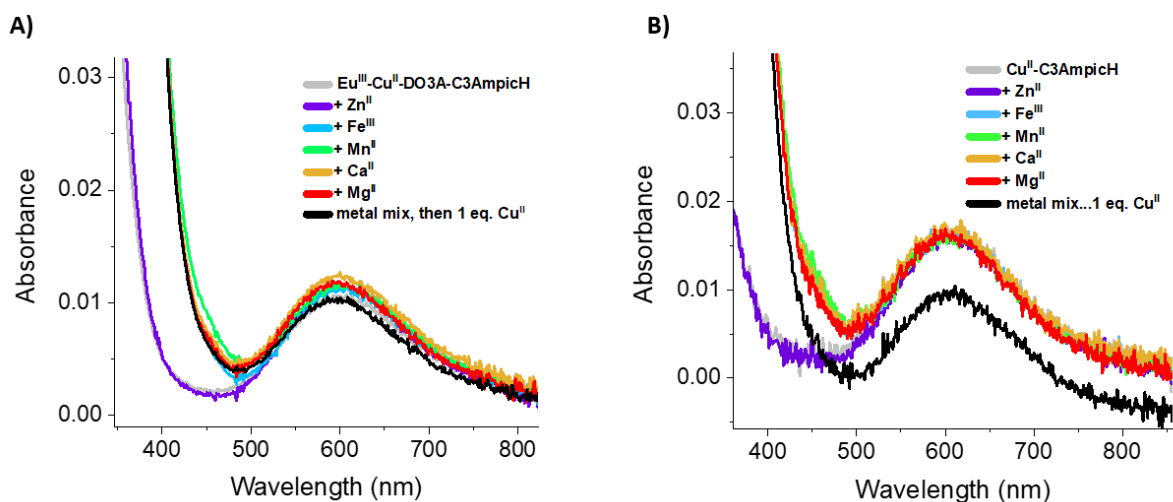 A)
Absorbance
0.03
0.02
0.01
0.00
Eu^III-Cu^II-DO3A-C3AmpicH
+ Zn^II
+ Fe^III
+ Mn^II
+ Ca^II
+ Mg^II
metal mix, then 1 eq. Cu^II
400 500 600 700 800
Wavelength (nm)
B)
Absorbance
0.03
0.02
0.01
0.00
Cu^II-C3AmpicH
+ Zn^II
+ Fe^III
+ Mn^II
+ Ca^II
+ Mg^II
metal mix...1 eq. Cu^II
400 500 600 700 800
Wavelength (nm)